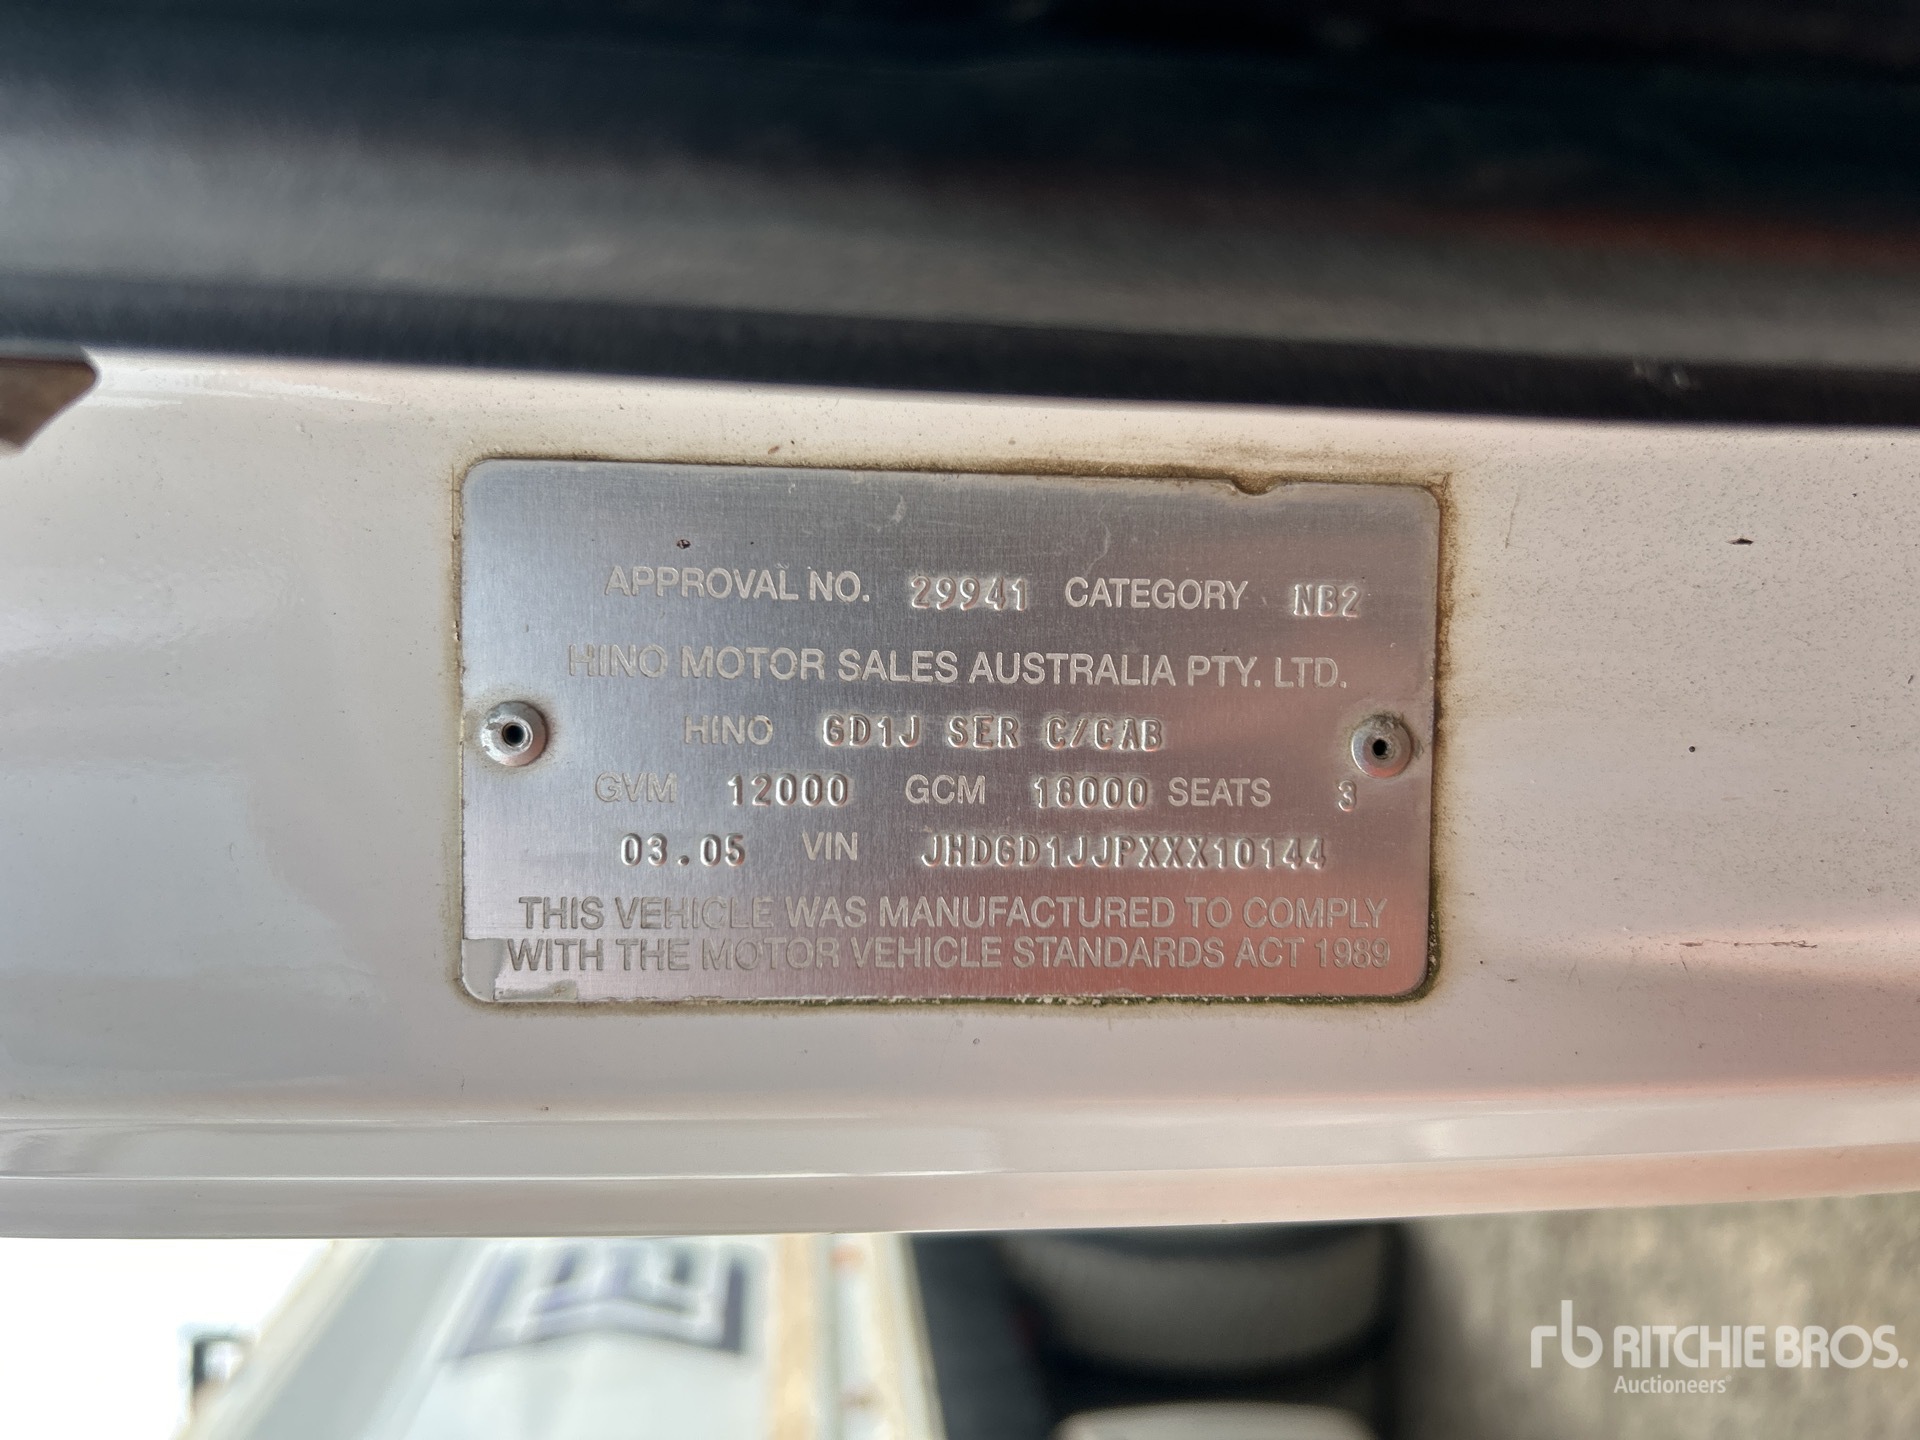 APPROVAL NO. 29941 CATEGORY NB2
HINO MOTOR SALES AUSTRALIA PTY. LTD.
HINO GD1J SER C/CAB
GVM 12000 GCM 18000 SEATS 3
03.05 VIN JHDGD1JJPXXX10144
THIS VEHICLE WAS MANUFACTURED TO COMPLY
WITH THE MOTOR VEHICLE STANDARDS ACT 1989
rb RITCHIE BROS.
Auctioneers